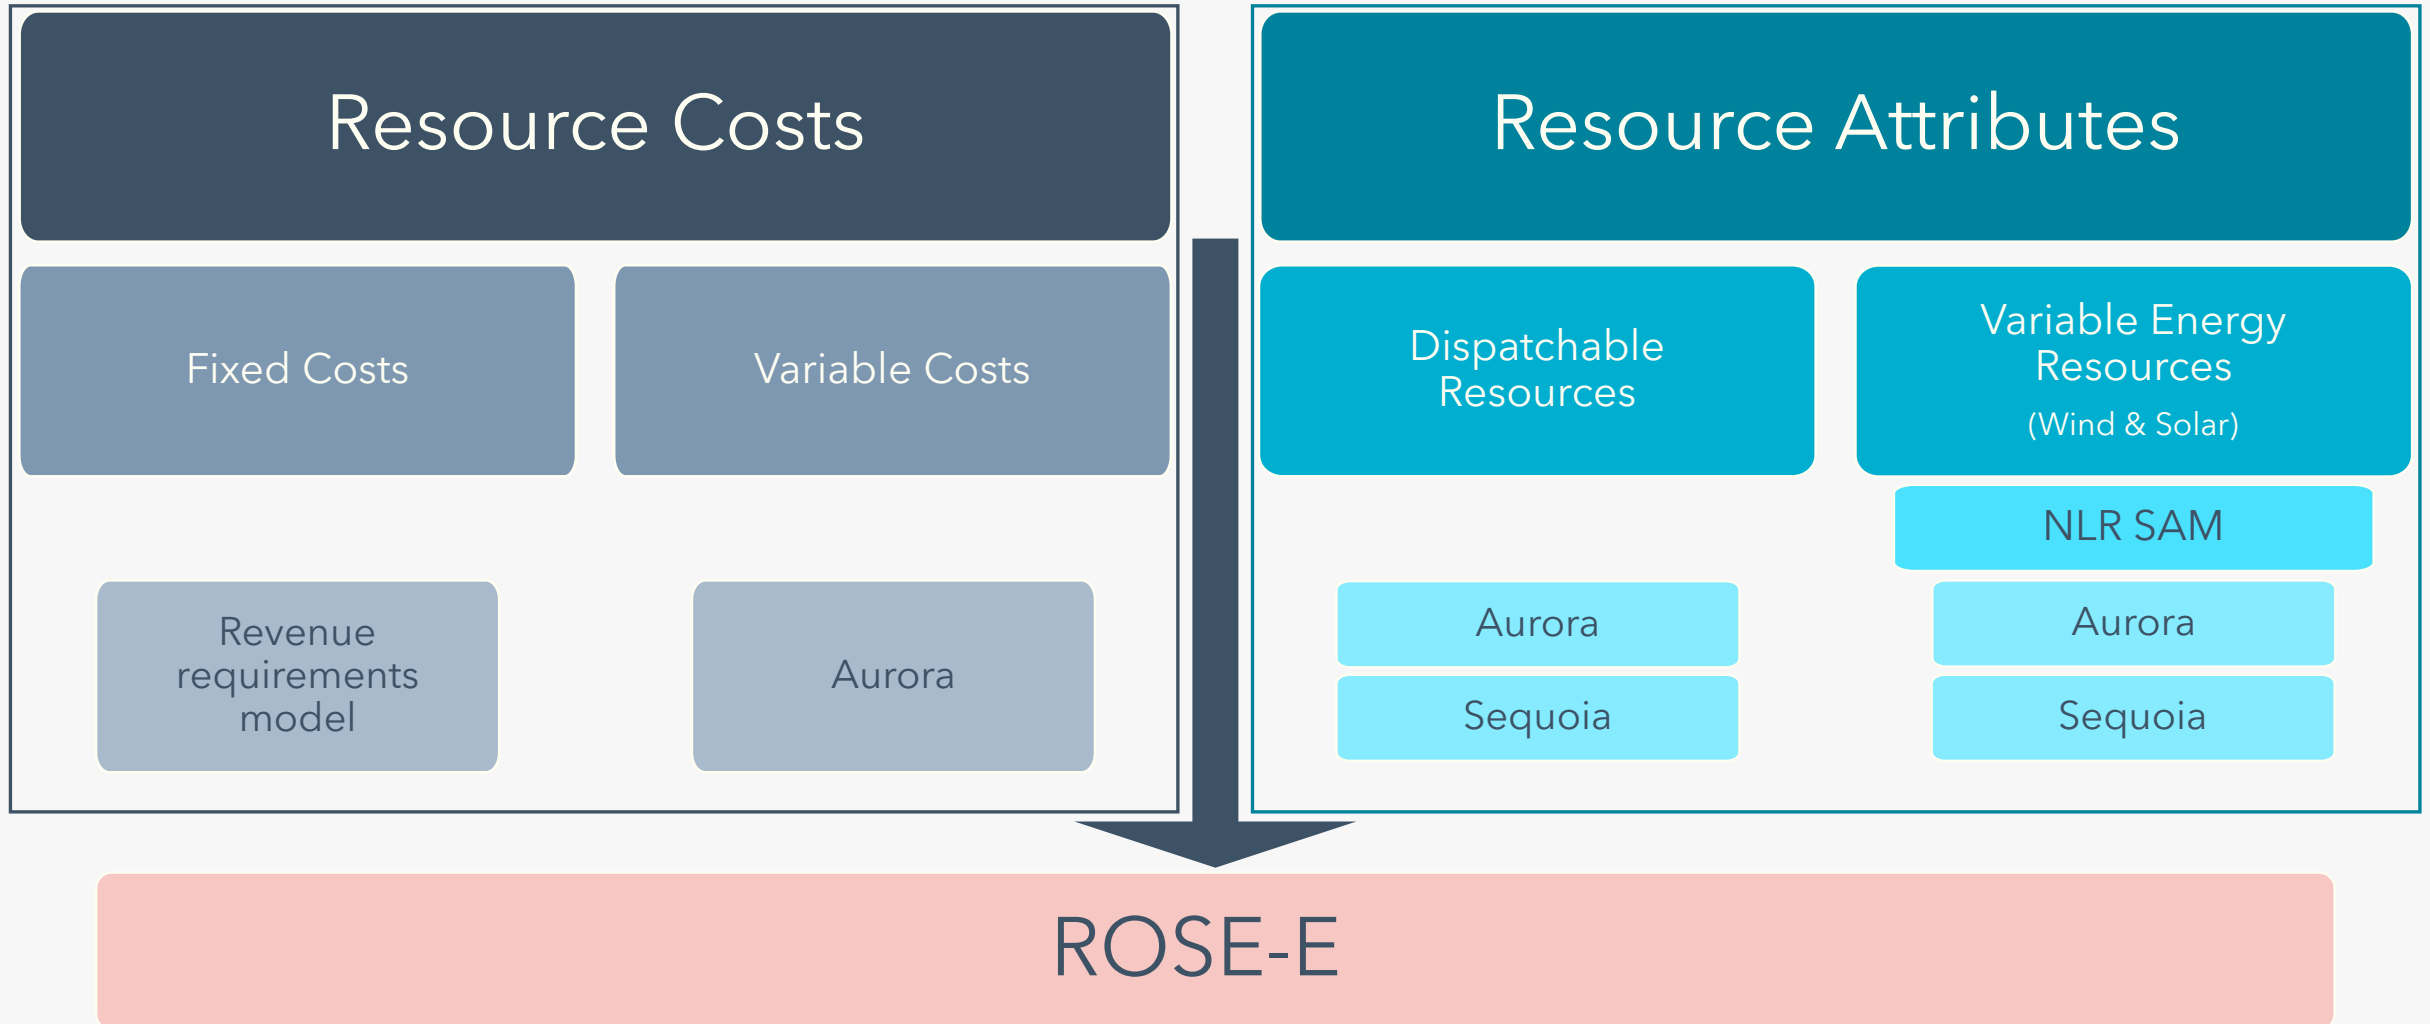 Resource Costs
Resource Attributes
Fixed Costs
Variable Costs
Dispatchable
Resources
Variable Energy
Resources
(Wind & Solar)
NLR SAM
Revenue
requirements
model
Aurora
Aurora
Sequoia
Aurora
Sequoia
ROSE-E